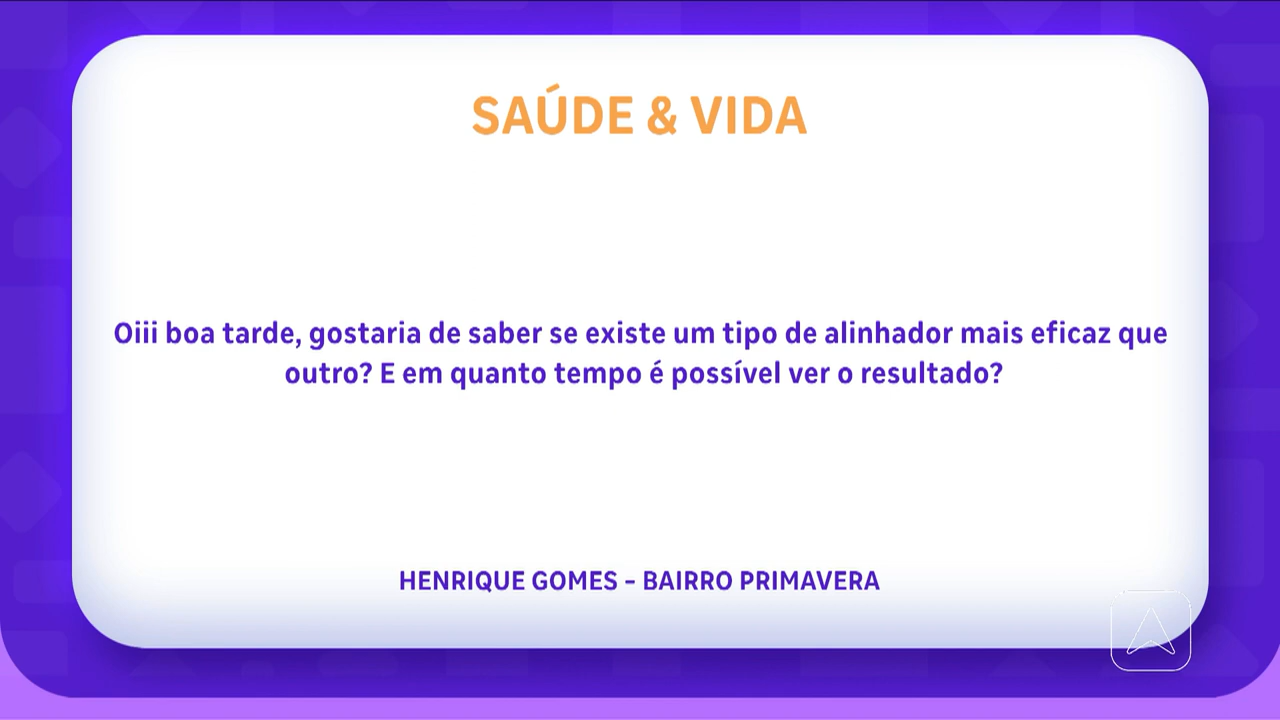 SAÚDE & VIDA
Oiii boa tarde, gostaria de saber se existe um tipo de alinhador mais eficaz que
outro? E em quanto tempo é possível ver o resultado?
HENRIQUE GOMES - BAIRRO PRIMAVERA